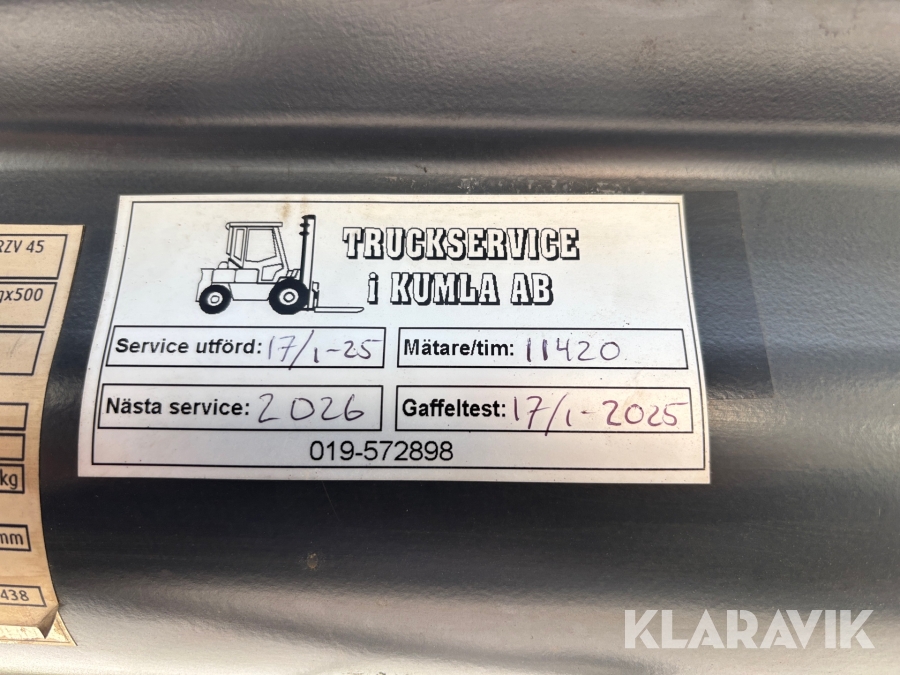 RZV 45
gx500
kg
mm
438
TRUCKSERVICE
i KUMLA AB
Service utförd: 17/1-25
Mätare/tim: 11420
Nästa service: 2026
Gaffeltest: 17/1-2025
019-572898
KLARAVIK